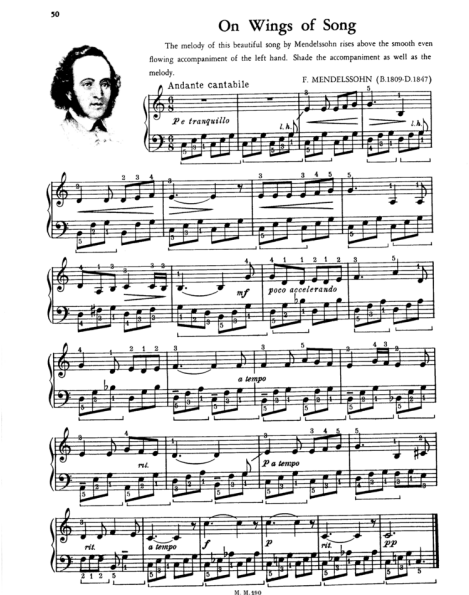 50
On Wings of Song
The melody of this beautiful song by Mendelssohn rises above the smooth even
flowing accompaniment of the left hand. Shade the accompaniment as well as the
melody.
F. MENDELSSOHN (B.1809-D.1847)
Andante cantabile
P e tranquillo
l.h.
l.h.
mf
poco accelerando
a tempo
rit.
P a tempo
rit.
a tempo
f
p
rit.
pp
M. M. 290